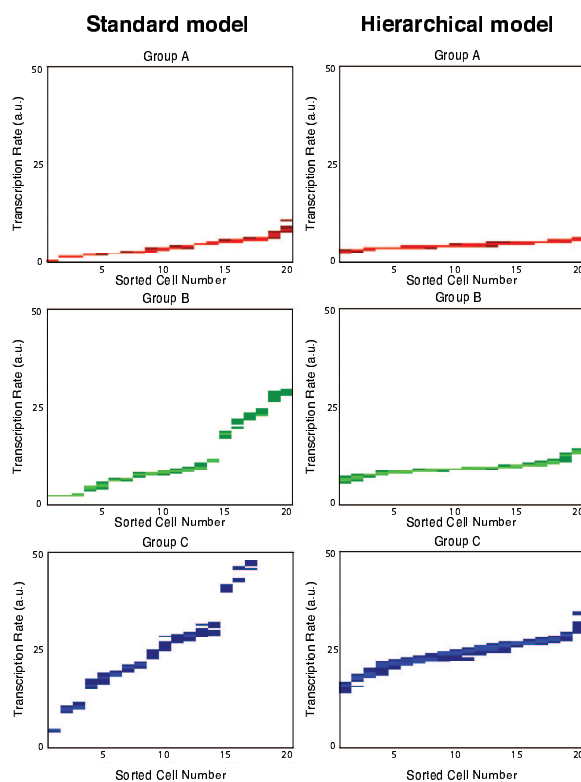 Standard model Hierarchical model
Group A Group A
Transcription Rate (a.u.) Transcription Rate (a.u.)
50 50
25 25
0 0
5 10 15 20 5 10 15 20
Sorted Cell Number Sorted Cell Number
Group B Group B
Transcription Rate (a.u.) Transcription Rate (a.u.)
50 50
25 25
0 0
5 10 15 20 5 10 15 20
Sorted Cell Number Sorted Cell Number
Group C Group C
Transcription Rate (a.u.) Transcription Rate (a.u.)
50 50
25 25
0 0
5 10 15 20 5 10 15 20
Sorted Cell Number Sorted Cell Number